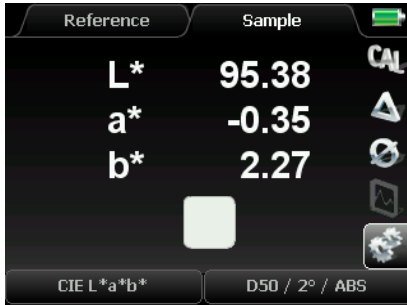 Reference Sample
CAL
L* 95.38
a* -0.35
b* 2.27
CIE L*a*b* D50 / 2° / ABS